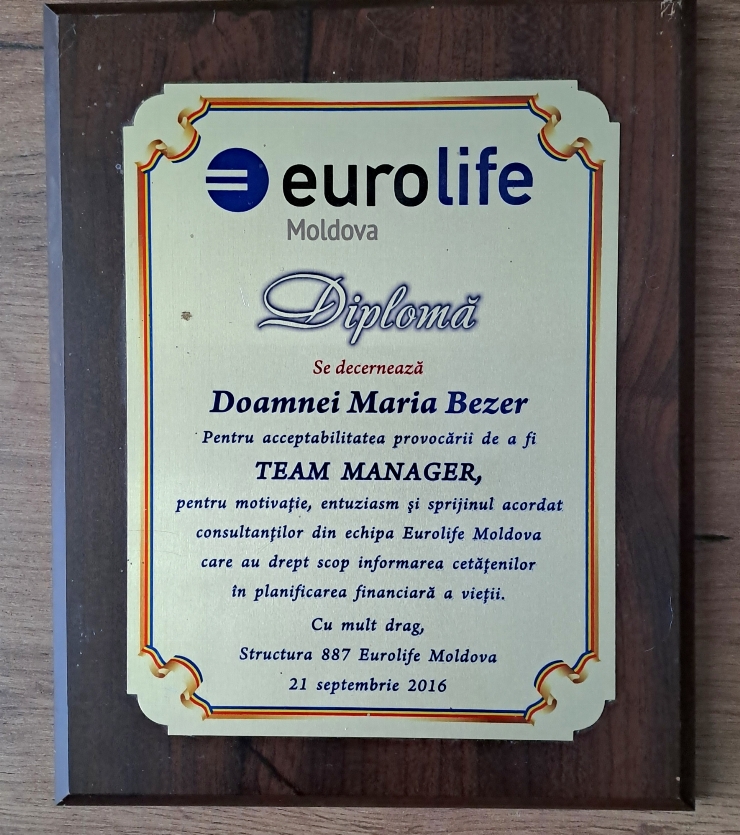 eurolife
Moldova
Diplomă
Se decernează
Doamnei Maria Bezer
Pentru acceptabilitatea provocării de a fi
TEAM MANAGER,
pentru motivație, entuziasm și sprijinul acordat
consultanților din echipa Eurolife Moldova
care au drept scop informarea cetățenilor
în planificarea financiară a vieții.
Cu mult drag,
Structura 887 Eurolife Moldova
21 septembrie 2016